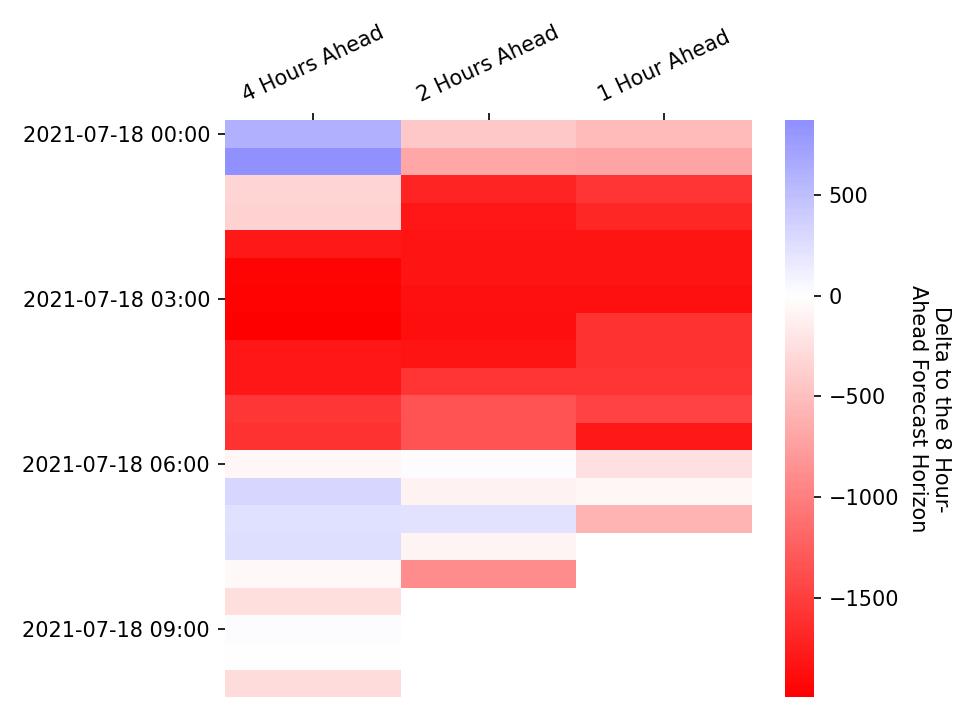 4 Hours Ahead
2 Hours Ahead
1 Hour Ahead
2021-07-18 00:00
2021-07-18 03:00
2021-07-18 06:00
2021-07-18 09:00
500
0
−500
−1000
−1500
Delta to the 8 Hour-
Ahead Forecast Horizon